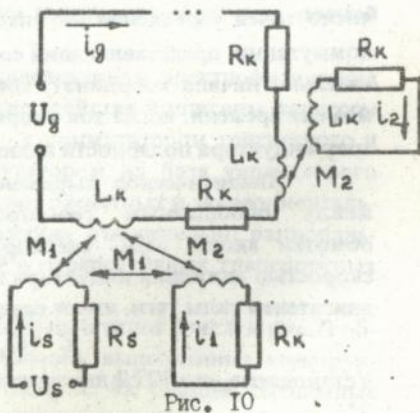 ...
i_g
R_K
R_K
U_g
L_K
i_2
L_K
M_2
L_K
R_K
M_1
M_1
M_2
i_S
R_S
i_1
R_K
U_S
Рис. 10